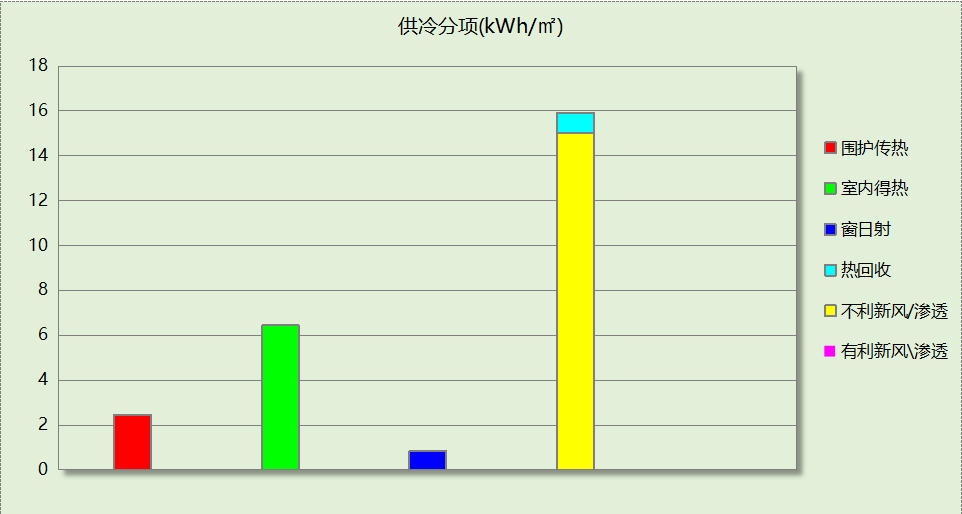 供冷分项(kWh/㎡)
18
16
14
12
10
8
6
4
2
0
围护传热
室内得热
窗日射
热回收
不利新风/渗透
有利新风\渗透